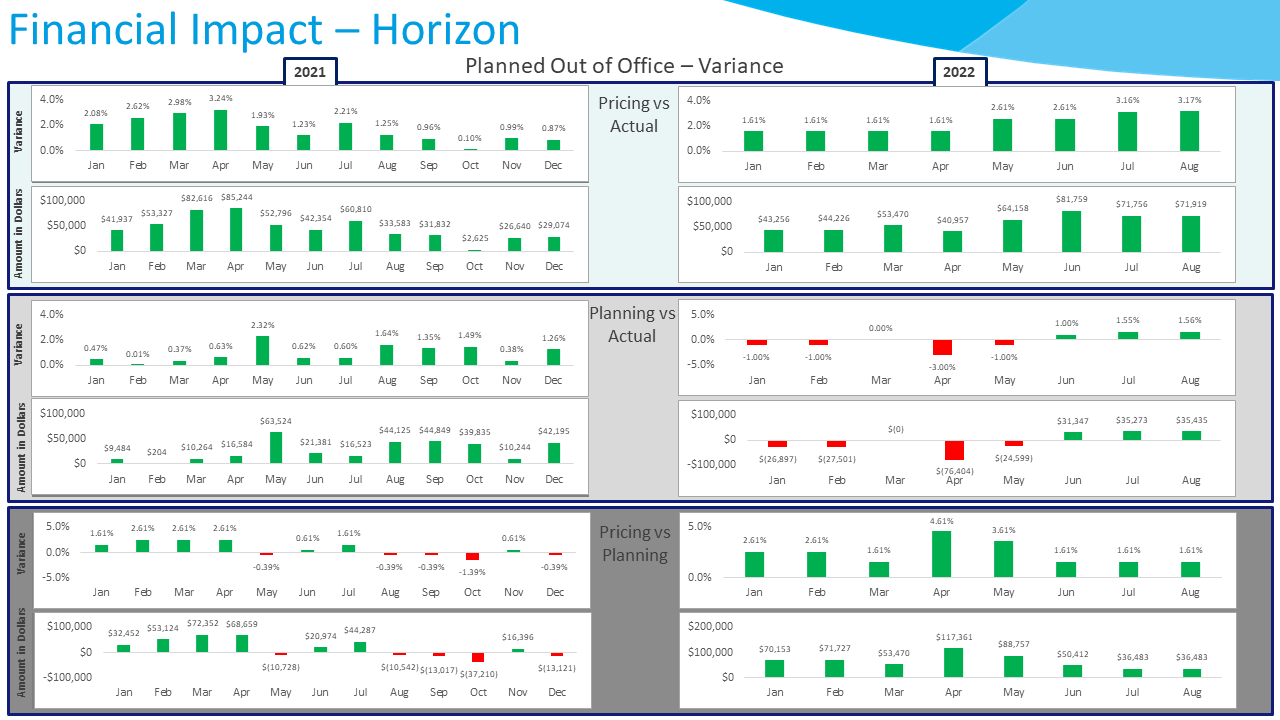 Financial Impact – Horizon
Planned Out of Office – Variance
2021
2022
Pricing vs
Actual
Variance
4.0%
2.0%
0.0%
2.08% 2.62% 2.98% 3.24% 1.93% 1.23% 2.21% 1.25% 0.96% 0.10% 0.99% 0.87%
Jan Feb Mar Apr May Jun Jul Aug Sep Oct Nov Dec
4.0%
2.0%
0.0%
1.61% 1.61% 1.61% 1.61% 2.61% 2.61% 3.16% 3.17%
Jan Feb Mar Apr May Jun Jul Aug
Amount in Dollars
$100,000
$50,000
$0
$41,937 $53,327 $82,616 $85,244 $52,796 $42,354 $60,810 $33,583 $31,832 $2,625 $26,640 $29,074
Jan Feb Mar Apr May Jun Jul Aug Sep Oct Nov Dec
$100,000
$50,000
$0
$43,256 $44,226 $53,470 $40,957 $64,158 $81,759 $71,756 $71,919
Jan Feb Mar Apr May Jun Jul Aug
Planning vs
Actual
Variance
4.0%
2.0%
0.0%
0.47% 0.01% 0.37% 0.63% 2.32% 0.62% 0.60% 1.64% 1.35% 1.49% 0.38% 1.26%
Jan Feb Mar Apr May Jun Jul Aug Sep Oct Nov Dec
5.0%
0.0%
-5.0%
-1.00% -1.00% 0.00% -3.00% -1.00% 1.00% 1.55% 1.56%
Jan Feb Mar Apr May Jun Jul Aug
Amount in Dollars
$100,000
$50,000
$0
$9,484 $204 $10,264 $16,584 $63,524 $21,381 $16,523 $44,125 $44,849 $39,835 $10,244 $42,195
Jan Feb Mar Apr May Jun Jul Aug Sep Oct Nov Dec
$100,000
$0
-$100,000
$(26,897) $(27,501) $(0) $(76,404) $(24,599) $31,347 $35,273 $35,435
Jan Feb Mar Apr May Jun Jul Aug
Pricing vs
Planning
Variance
5.0%
0.0%
-5.0%
1.61% 2.61% 2.61% 2.61% -0.39% 0.61% 1.61% -0.39% -0.39% -1.39% 0.61% -0.39%
Jan Feb Mar Apr May Jun Jul Aug Sep Oct Nov Dec
5.0%
0.0%
2.61% 2.61% 1.61% 4.61% 3.61% 1.61% 1.61% 1.61%
Jan Feb Mar Apr May Jun Jul Aug
Amount in Dollars
$100,000
$0
-$100,000
$32,452 $53,124 $72,352 $68,659 $(10,728) $20,974 $44,287 $(10,542) $(13,017) $(37,210) $16,396 $(13,121)
Jan Feb Mar Apr May Jun Jul Aug Sep Oct Nov Dec
$200,000
$100,000
$0
$70,153 $71,727 $53,470 $117,361 $88,757 $50,412 $36,483 $36,483
Jan Feb Mar Apr May Jun Jul Aug